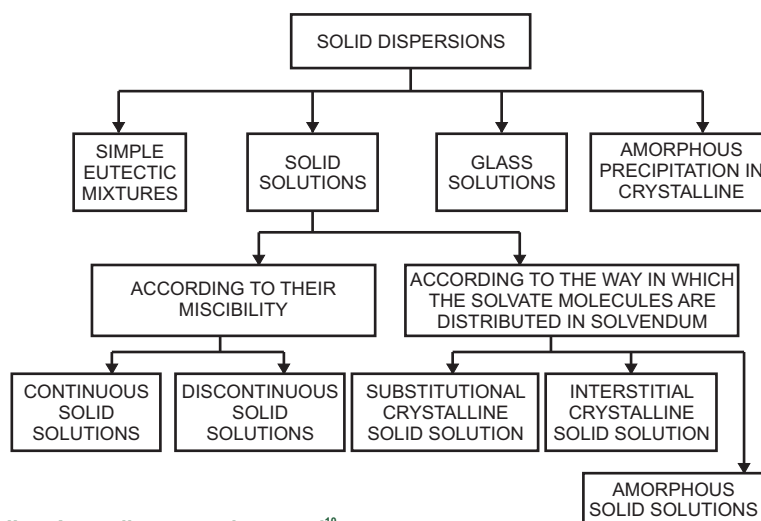 SOLID DISPERSIONS
SIMPLE
EUTECTIC
MIXTURES
SOLID
SOLUTIONS
GLASS
SOLUTIONS
AMORPHOUS
PRECIPITATION IN
CRYSTALLINE
ACCORDING TO THEIR
MISCIBILITY
ACCORDING TO THE WAY IN WHICH
THE SOLVATE MOLECULES ARE
DISTRIBUTED IN SOLVENDUM
CONTINUOUS
SOLID
SOLUTIONS
DISCONTINUOUS
SOLID
SOLUTIONS
SUBSTITUTIONAL
CRYSTALLINE
SOLID SOLUTION
INTERSTITIAL
CRYSTALLINE
SOLID SOLUTION
AMORPHOUS
SOLID SOLUTIONS